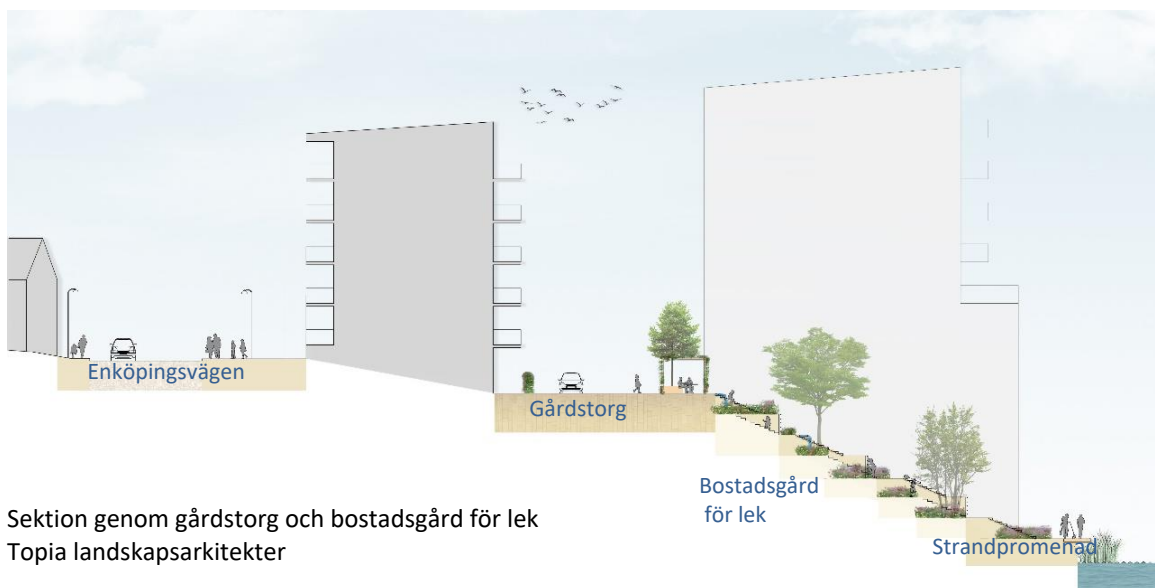 Enköpingsvägen
Gårdstorg
Bostadsgård
för lek
Strandpromenad
Sektion genom gårdstorg och bostadsgård för lek
Topia landskapsarkitekter